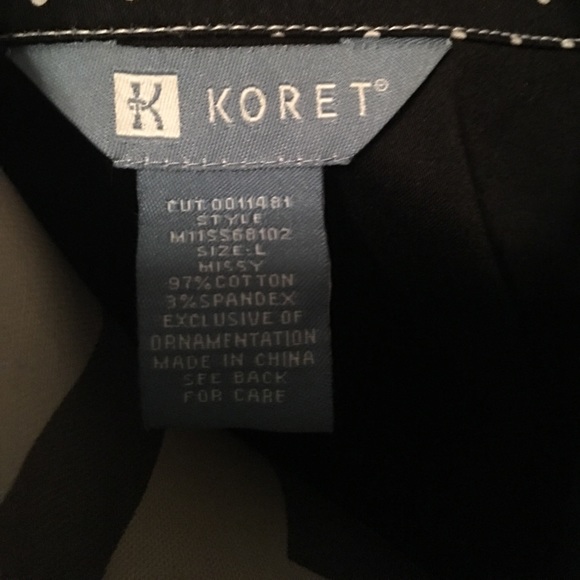 K KORET®
CUT 0011481
STYLE
M11SS68102
SIZE:L
MISSY
97%COTTON
3%SPANDEX
EXCLUSIVE OF
ORNAMENTATION
MADE IN CHINA
SEE BACK
FOR CARE